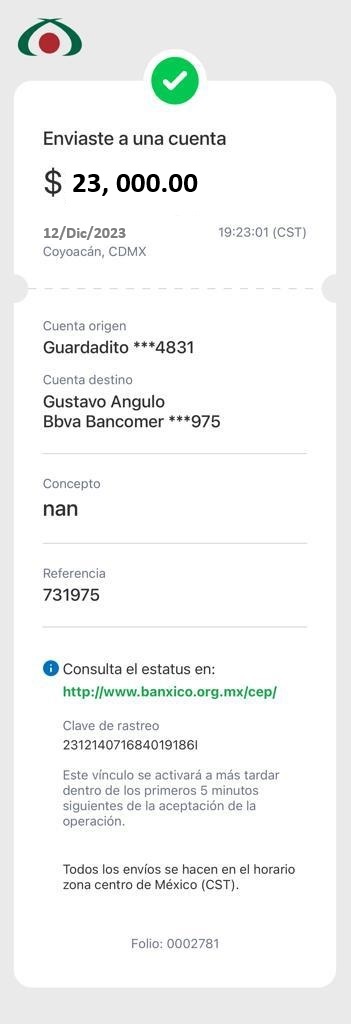 Enviaste a una cuenta
$ 23, 000.00
12/Dic/2023 19:23:01 (CST)
Coyoacán, CDMX
Cuenta origen
Guardadito ***4831
Cuenta destino
Gustavo Angulo
Bbva Bancomer ***975
Concepto
nan
Referencia
731975
Consulta el estatus en:
http://www.banxico.org.mx/cep/
Clave de rastreo
231214071684019186I
Este vínculo se activará a más tardar
dentro de los primeros 5 minutos
siguientes de la aceptación de la
operación.
Todos los envíos se hacen en el horario
zona centro de México (CST).
Folio: 0002781